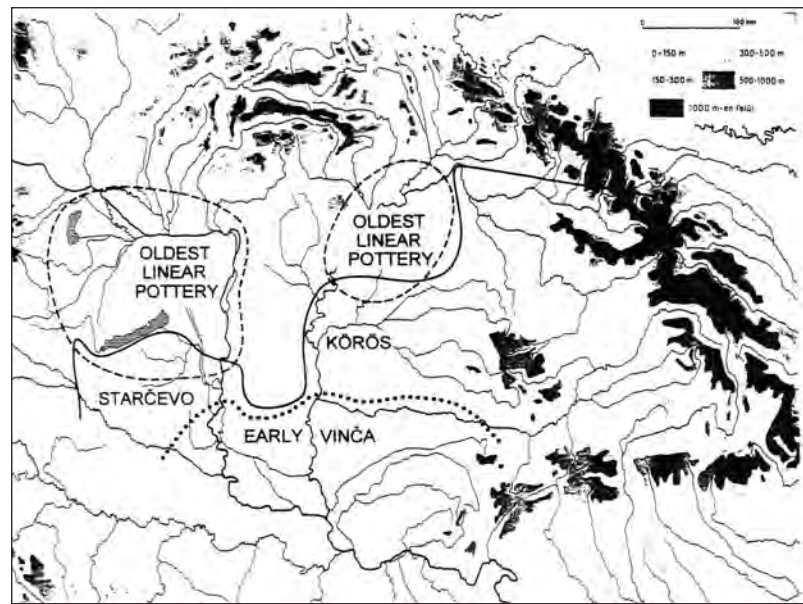 0
100 km
0-150 m
300-500 m
150-300 m
500-1000 m
1000 m-en felül
OLDEST
LINEAR
POTTERY
OLDEST
LINEAR
POTTERY
KÖRÖS
STARČEVO
EARLY VINČA